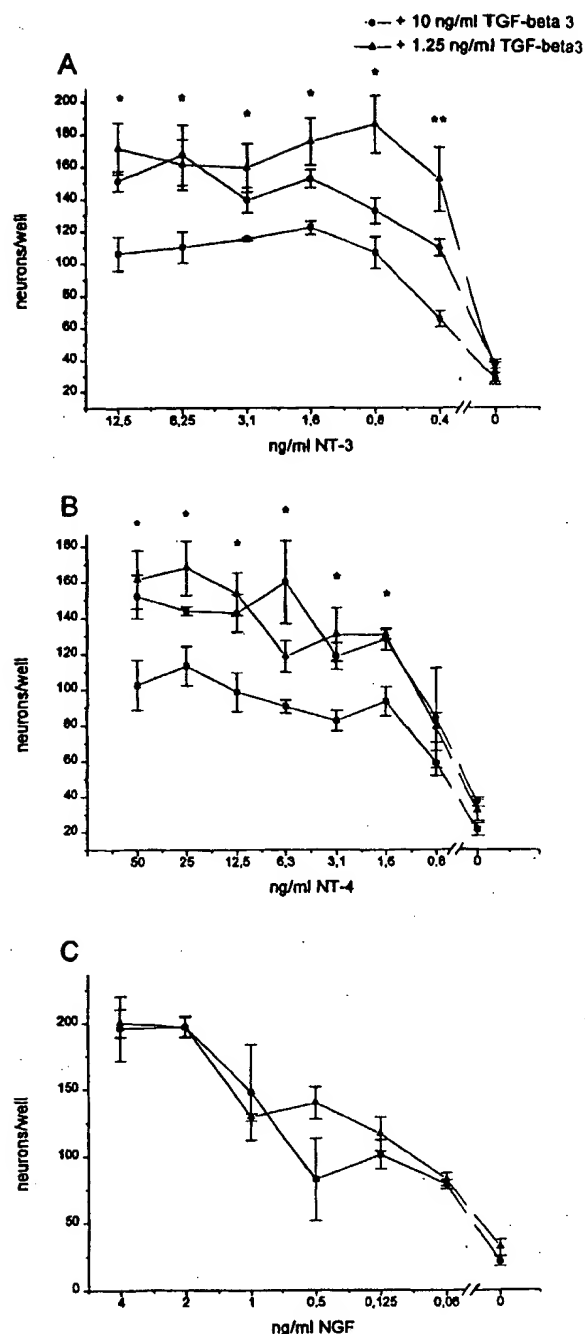 + 10 ng/ml TGF-beta 3
+ 1.25 ng/ml TGF-beta3
A
* * * * * **
neurons/well
200
180
160
140
120
100
80
60
40
20
12,5 6,25 3,1 1,6 0,8 0,4 0
ng/ml NT-3
B
* * * * * *
neurons/well
180
160
140
120
100
80
60
40
20
50 25 12,5 6,3 3,1 1,6 0,8 0
ng/ml NT-4
C
neurons/well
200
150
100
50
0
4 2 1 0,5 0,125 0,06 0
ng/ml NGF